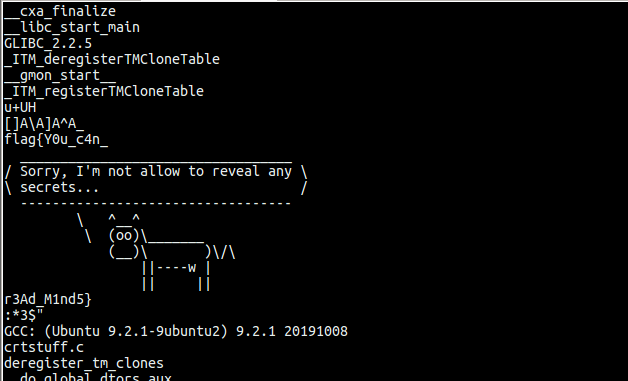 __cxa_finalize
__libc_start_main
GLIBC_2.2.5
_ITM_deregisterTMCloneTable
__gmon_start__
_ITM_registerTMCloneTable
u+UH
[]A\A]A^A_
flag{Y0u_c4n_
  _________________________________
/ Sorry, I'm not allow to reveal any \
\ secrets...                         /
  ---------------------------------
         \   ^__^
          \  (oo)\_______
             (__)\       )\/\
                 ||----w |
                 ||     ||
r3Ad_M1nd5}
:*3$"
GCC: (Ubuntu 9.2.1-9ubuntu2) 9.2.1 20191008
crtstuff.c
deregister_tm_clones
__do_global_dtors_aux